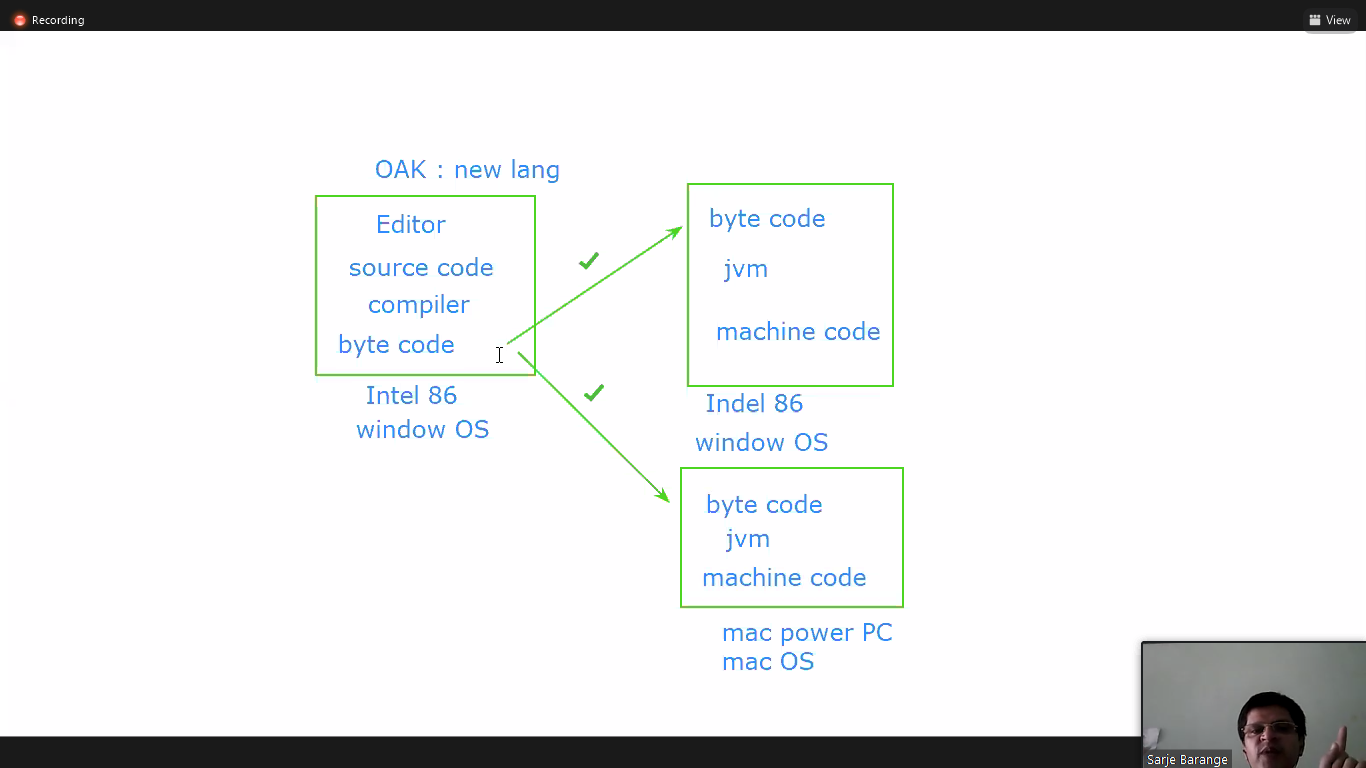 Recording
View
OAK : new lang
Editor
source code
compiler
byte code
Intel 86
window OS
byte code
jvm
machine code
Indel 86
window OS
byte code
jvm
machine code
mac power PC
mac OS
Sarje Barange